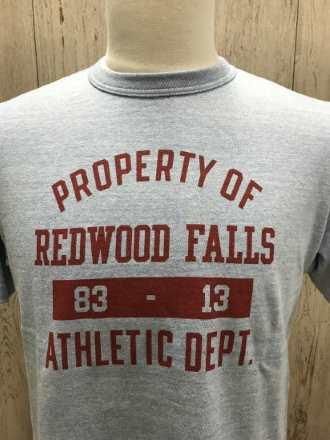 PROPERTY OF
REDWOOD FALLS
83 - 13
ATHLETIC DEPT.